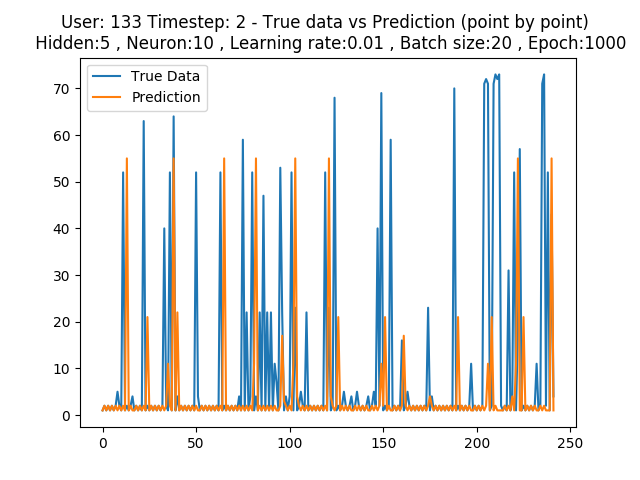 User: 133 Timestep: 2 - True data vs Prediction (point by point)
Hidden:5 , Neuron:10 , Learning rate:0.01 , Batch size:20 , Epoch:1000
True Data
Prediction
70
60
50
40
30
20
10
0
0 50 100 150 200 250